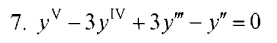 7. y^V − 3y^IV + 3y''' − y'' = 0